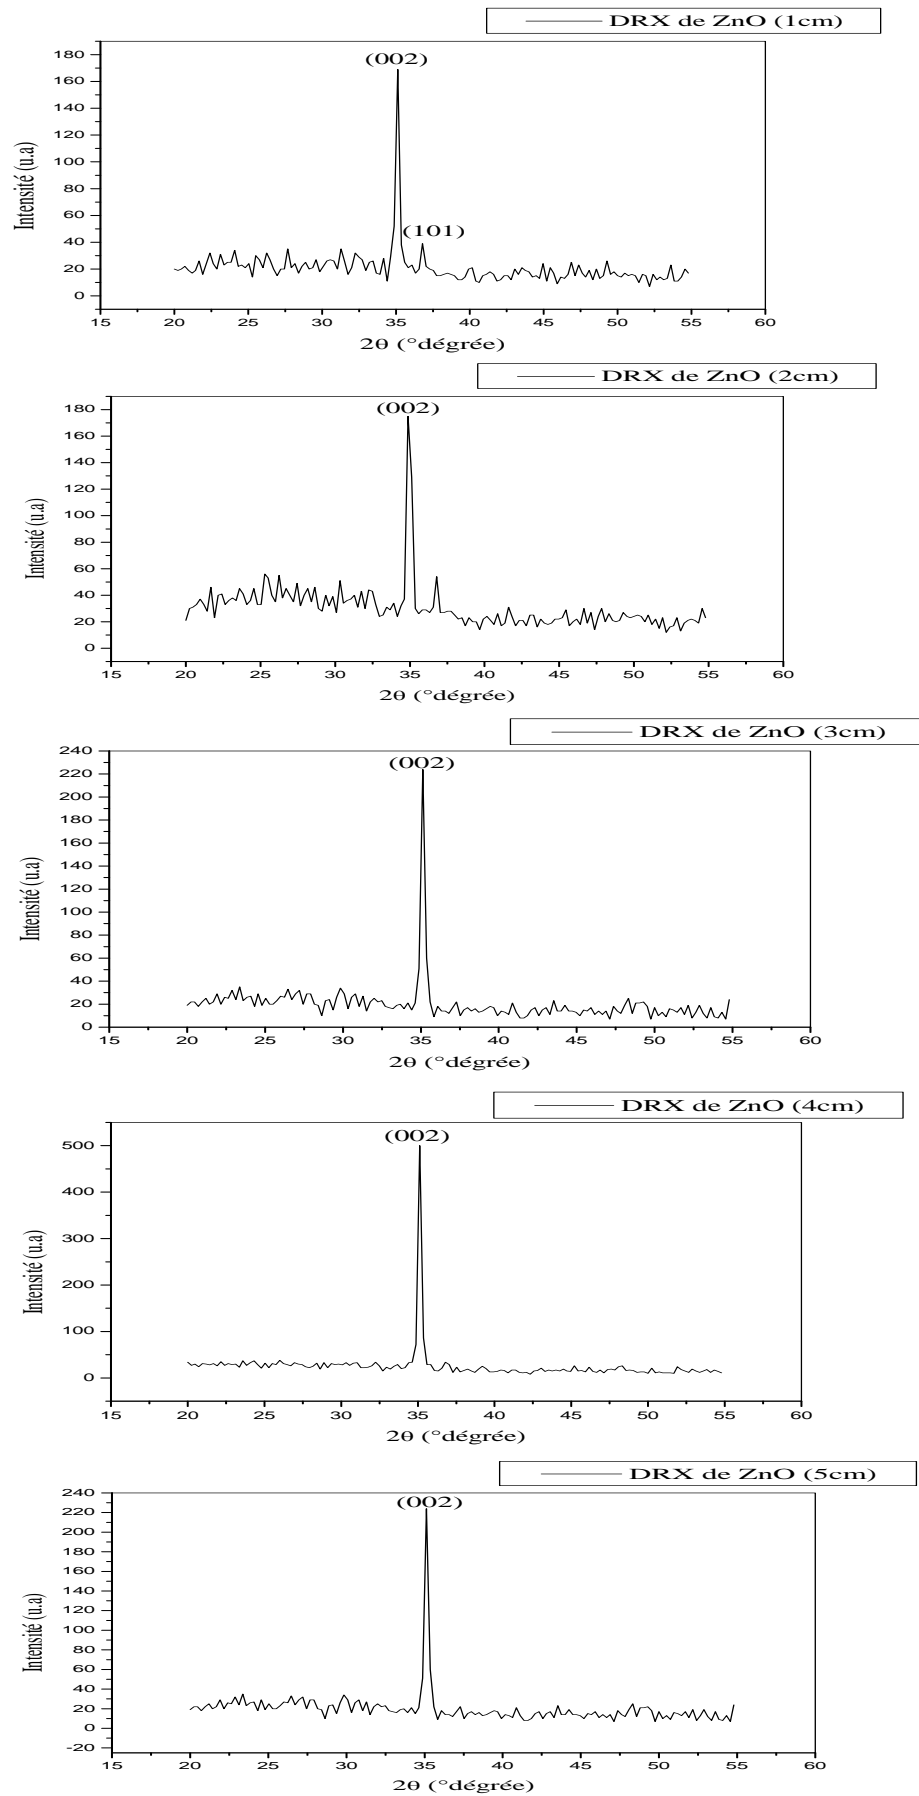 DRX de ZnO (1cm)
(002)
(101)
180
160
140
120
100
80
60
40
20
0
Intensité (u.a)
15 20 25 30 35 40 45 50 55 60
2θ (°dégrée)
DRX de ZnO (2cm)
(002)
180
160
140
120
100
80
60
40
20
0
Intensité (u.a)
15 20 25 30 35 40 45 50 55 60
2θ (°dégrée)
DRX de ZnO (3cm)
(002)
240
220
200
180
160
140
120
100
80
60
40
20
0
Intensité (u.a)
15 20 25 30 35 40 45 50 55 60
2θ (°dégrée)
DRX de ZnO (4cm)
(002)
500
400
300
200
100
0
Intensité (u.a)
15 20 25 30 35 40 45 50 55 60
2θ (°dégrée)
DRX de ZnO (5cm)
(002)
240
220
200
180
160
140
120
100
80
60
40
20
0
-20
Intensité (u.a)
15 20 25 30 35 40 45 50 55 60
2θ (°dégrée)